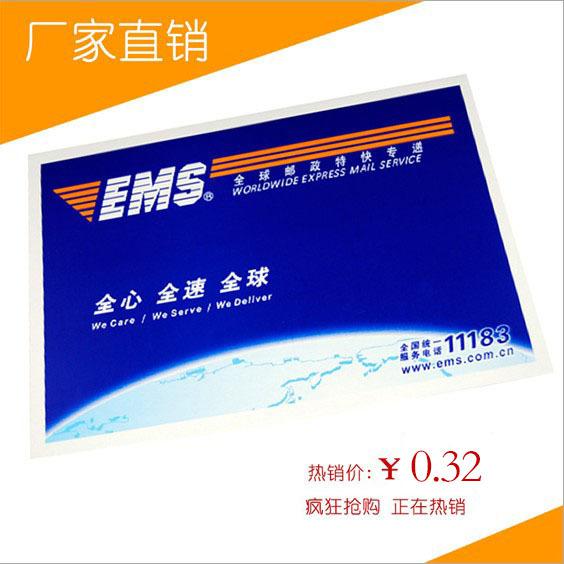 厂家直销
EMS®
全球邮政特快专递
WORLDWIDE EXPRESS MAIL SERVICE
全心 全速 全球
We Care / We Serve / We Deliver
全国统一
服务电话 11183
www.ems.com.cn
热销价:￥0.32
疯狂抢购 正在热销